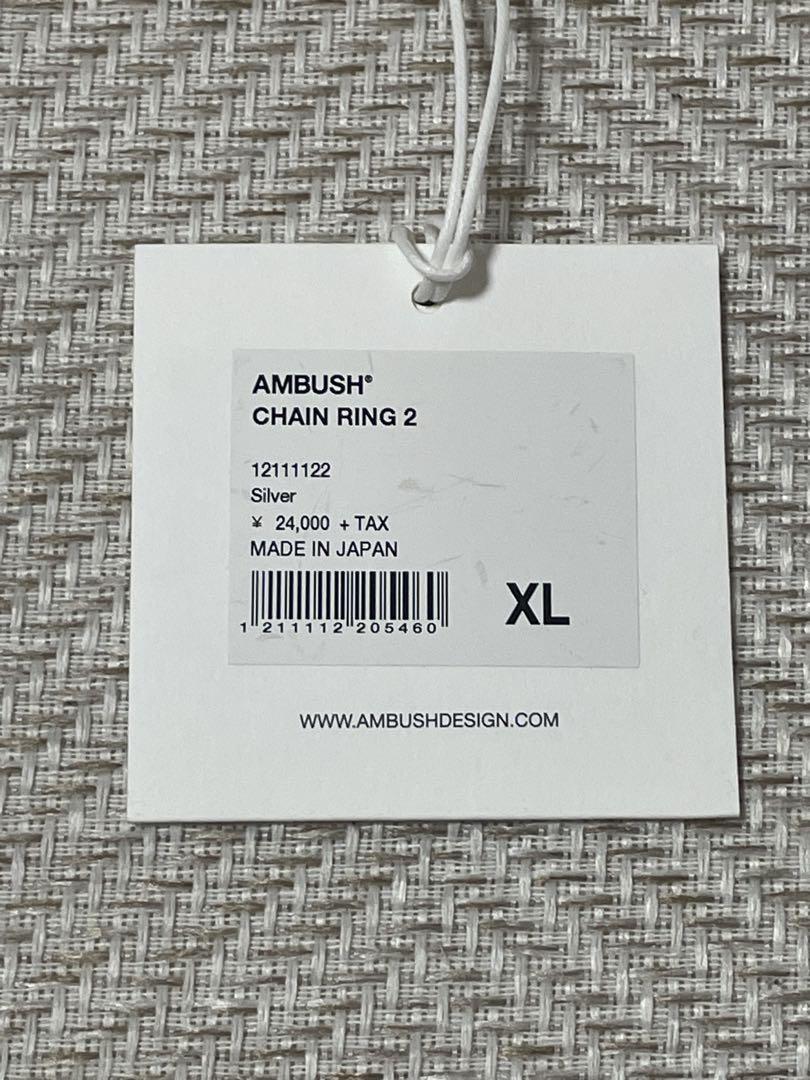 AMBUSH®
CHAIN RING 2
12111122
Silver
¥ 24,000 + TAX
MADE IN JAPAN
1 211112 205460
XL
WWW.AMBUSHDESIGN.COM